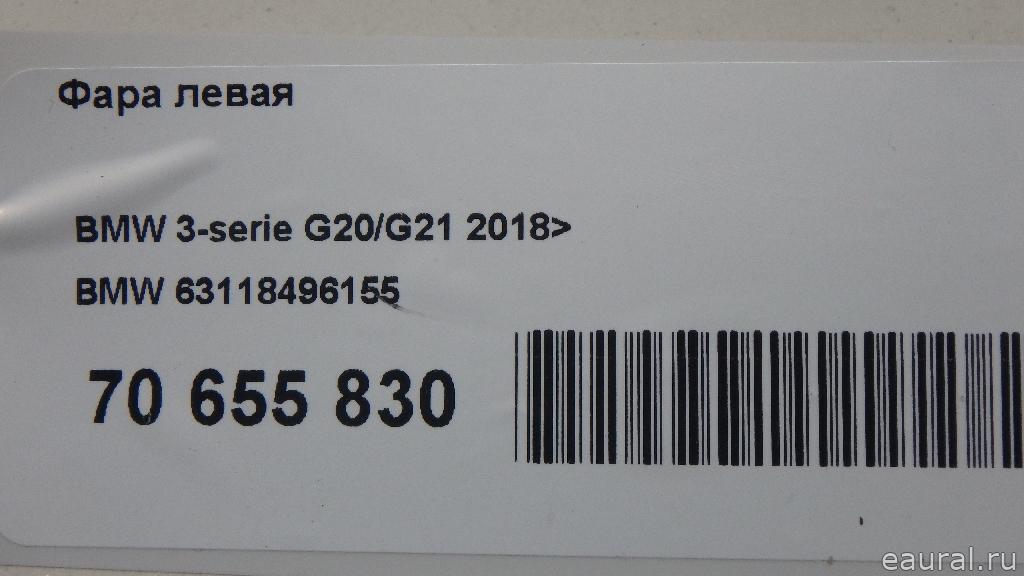 Фара левая
BMW 3-serie G20/G21 2018>
BMW 63118496155
70 655 830
eaural.ru